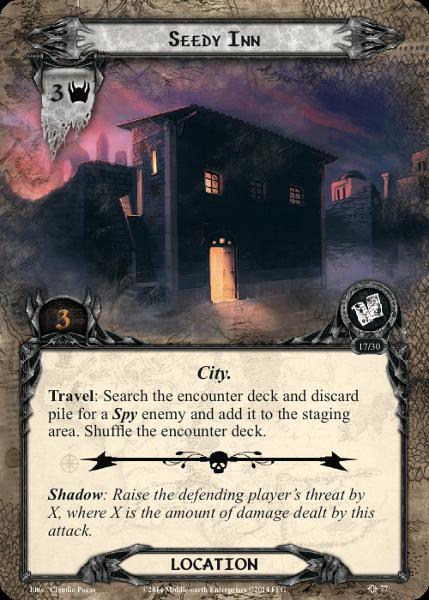 SEEDY INN
3
3
17/30
City.
Travel: Search the encounter deck and discard
pile for a Spy enemy and add it to the staging
area. Shuffle the encounter deck.
Shadow: Raise the defending player's threat by
X, where X is the amount of damage dealt by this
attack.
LOCATION
Illus. Claudio Pozas ©2014 Middle-earth Enterprises ©2014 FFG 77